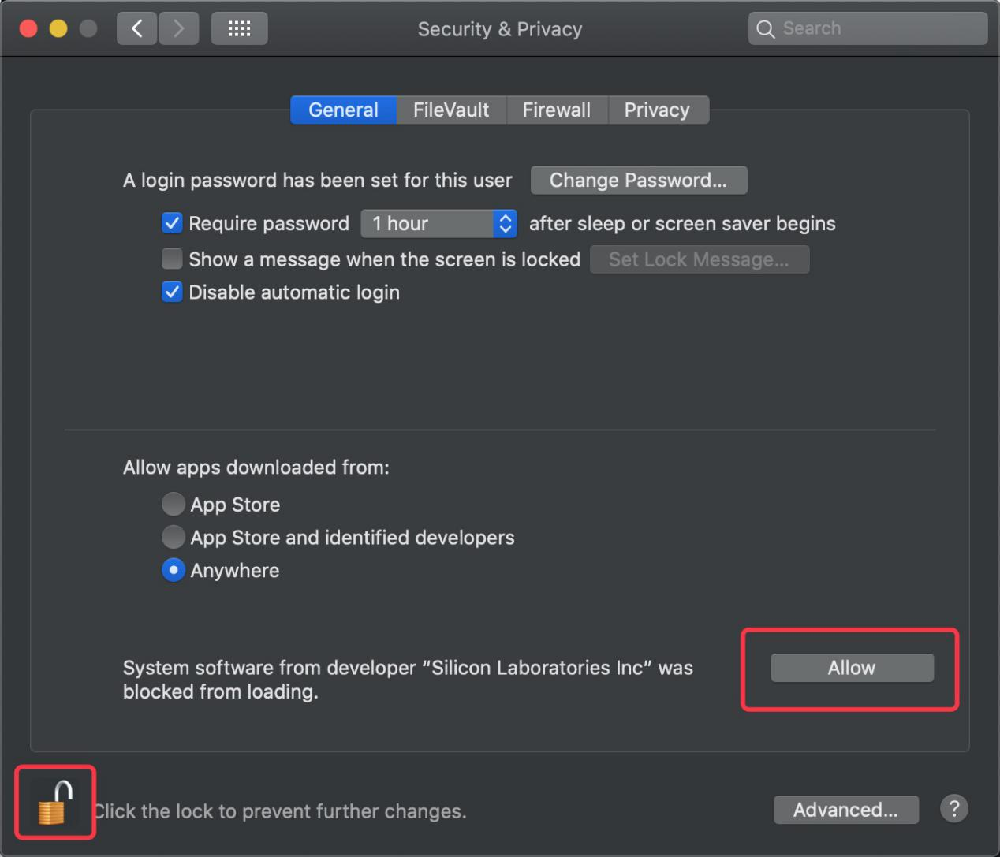 Security & Privacy
Search
General
FileVault
Firewall
Privacy
A login password has been set for this user
Change Password...
Require password
1 hour
after sleep or screen saver begins
Show a message when the screen is locked
Set Lock Message...
Disable automatic login
Allow apps downloaded from:
App Store
App Store and identified developers
Anywhere
System software from developer “Silicon Laboratories Inc” was
blocked from loading.
Allow
Click the lock to prevent further changes.
Advanced...
?